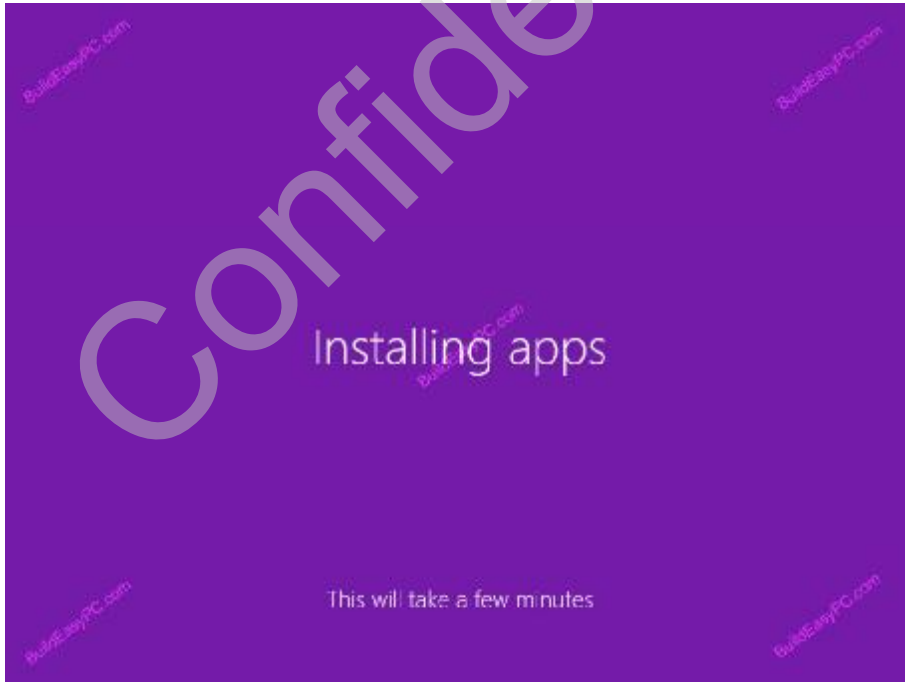 BuildEasyPC.com
BuildEasyPC.com
Confide
Installing apps
BuildEasyPC.com
This will take a few minutes
BuildEasyPC.com
BuildEasyPC.com